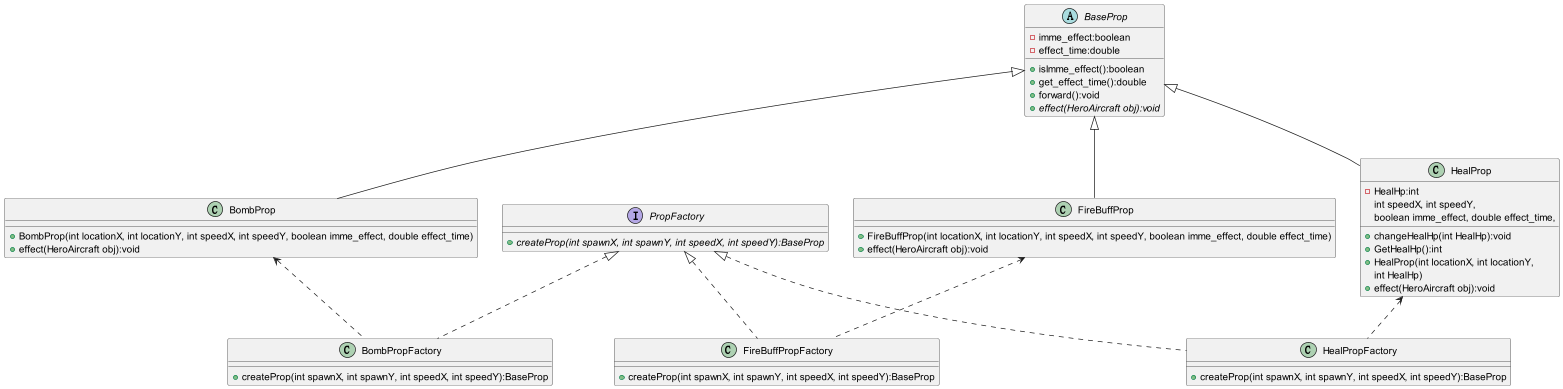 A BaseProp
imme_effect:boolean
effect_time:double
isImme_effect():boolean
get_effect_time():double
forward():void
effect(HeroAircraft obj):void
C BombProp
BombProp(int locationX, int locationY, int speedX, int speedY, boolean imme_effect, double effect_time)
effect(HeroAircraft obj):void
I PropFactory
createProp(int spawnX, int spawnY, int speedX, int speedY):BaseProp
C FireBuffProp
FireBuffProp(int locationX, int locationY, int speedX, int speedY, boolean imme_effect, double effect_time)
effect(HeroAircraft obj):void
C HealProp
HealHp:int
int speedX, int speedY,
boolean imme_effect, double effect_time,
changeHealHp(int HealHp):void
GetHealHp():int
HealProp(int locationX, int locationY,
int HealHp)
effect(HeroAircraft obj):void
C BombPropFactory
createProp(int spawnX, int spawnY, int speedX, int speedY):BaseProp
C FireBuffPropFactory
createProp(int spawnX, int spawnY, int speedX, int speedY):BaseProp
C HealPropFactory
createProp(int spawnX, int spawnY, int speedX, int speedY):BaseProp